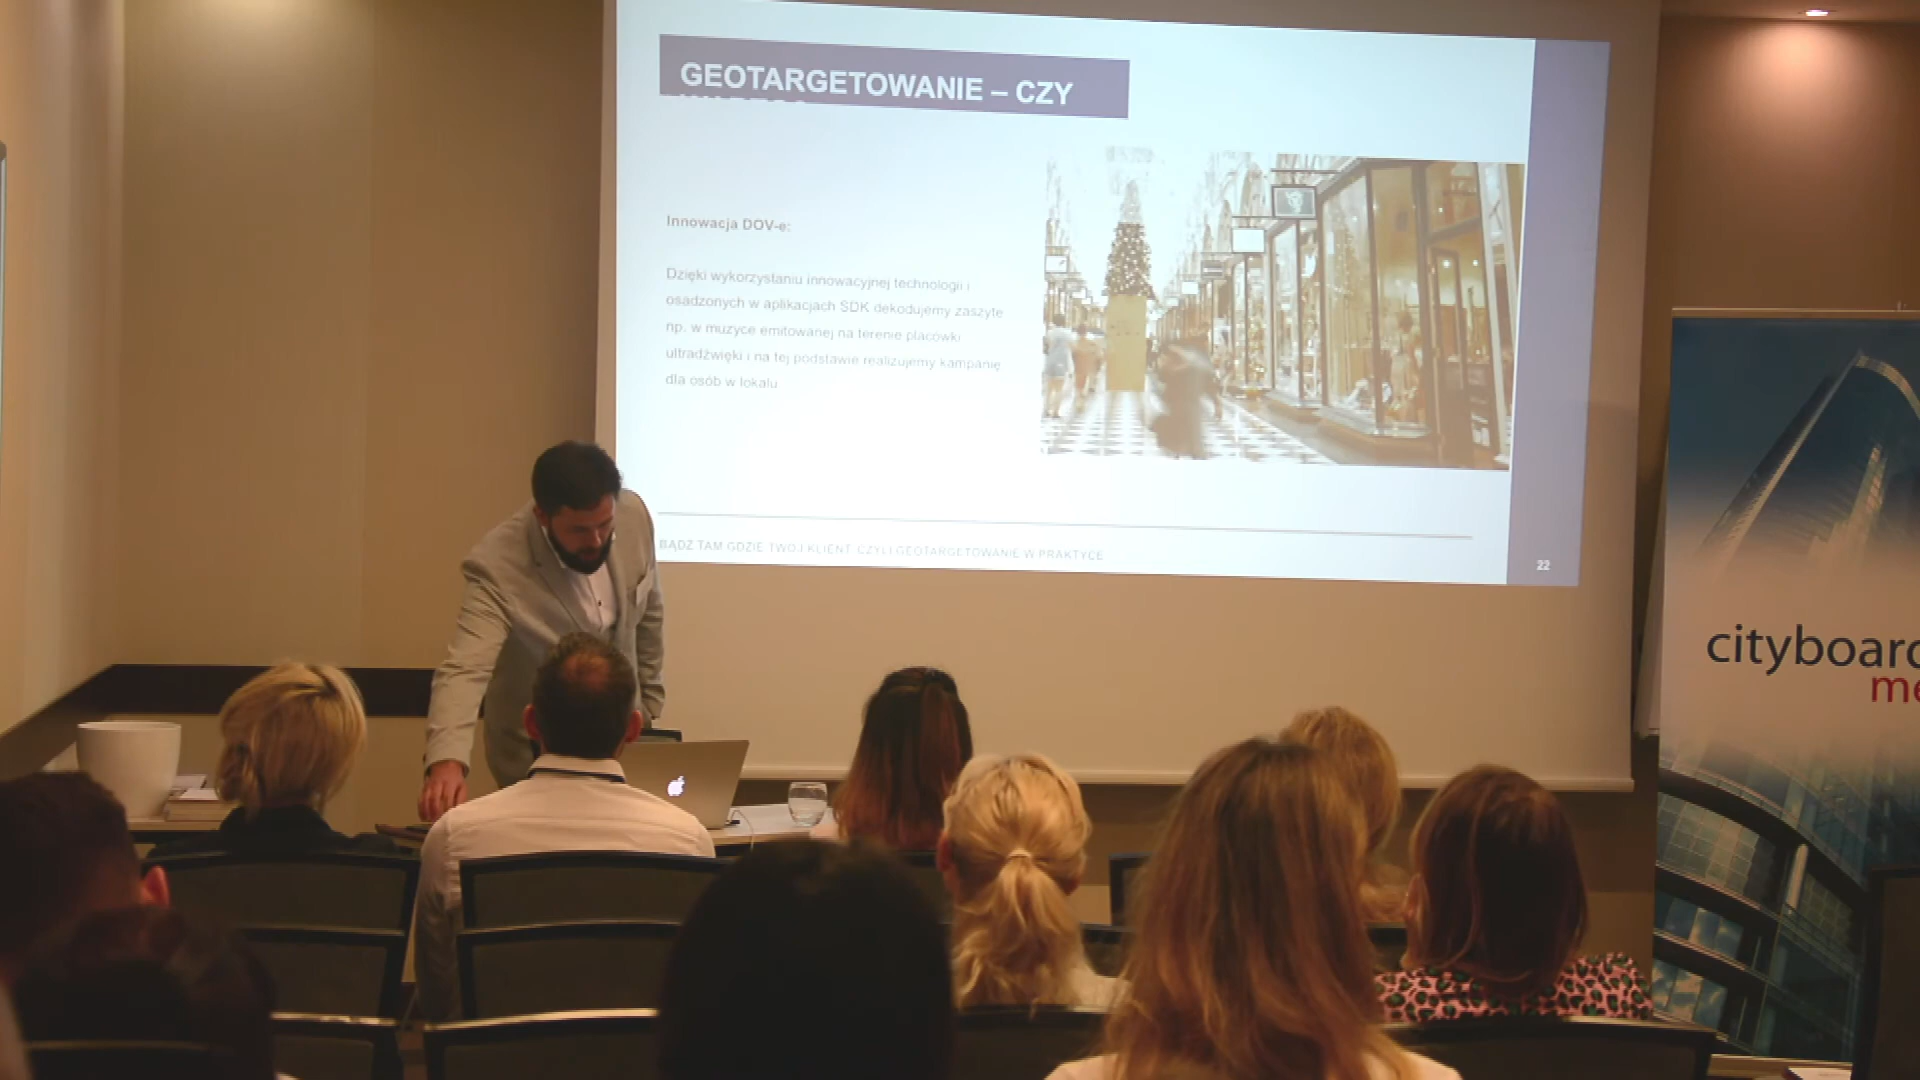 GEOTARGETOWANIE – CZY
Innowacja DOV-e:
Dzięki wykorzystaniu innowacyjnej technologii i
osadzonych w aplikacjach SDK dekodujemy zaszyte
np. w muzyce emitowanej na terenie placówki
ultradźwięki i na tej podstawie realizujemy kampanię
dla osób w lokalu
BĄDŹ TAM GDZIE TWÓJ KLIENT, CZYLI GEOTARGETOWANIE W PRAKTYCE
22
cityboard
me